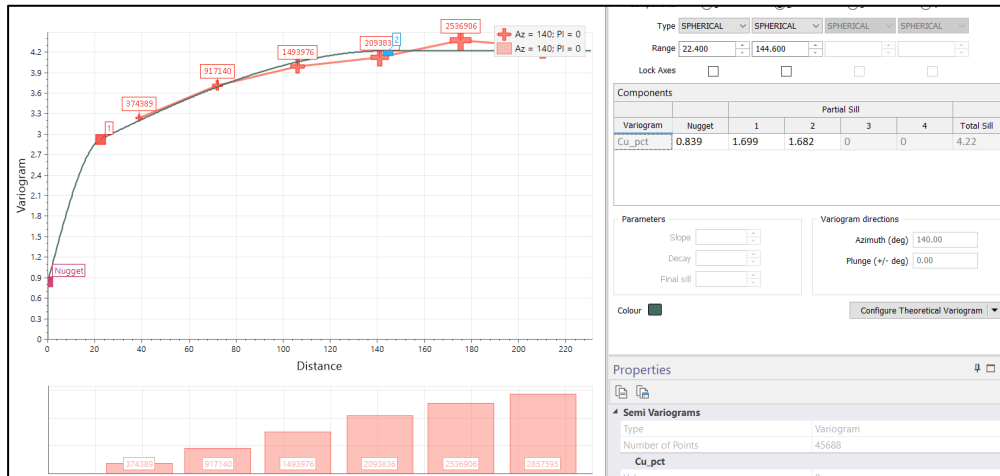 2536906
Az = 140; Pl = 0
Az = 140; Pl = 0
2
209383
1493976
917140
374389
1
Nugget
Variogram
4.2
3.9
3.6
3.3
3
2.7
2.4
2.1
1.8
1.5
1.2
0.9
0.6
0.3
0
0 20 40 60 80 100 120 140 160 180 200 220
Distance
374389 917140 1493976 2093836 2536906 2857595
Type SPHERICAL SPHERICAL SPHERICAL SPHERICAL
Range 22.400 144.600
Lock Axes
Components
Partial Sill
Variogram Nugget 1 2 3 4 Total Sill
Cu_pct 0.839 1.699 1.682 0 0 4.22
Parameters
Slope
Decay
Final sill
Variogram directions
Azimuth (deg) 140.00
Plunge (+/- deg) 0.00
Colour
Configure Theoretical Variogram
Properties
Semi Variograms
Type Variogram
Number of Points 45688
Cu_pct